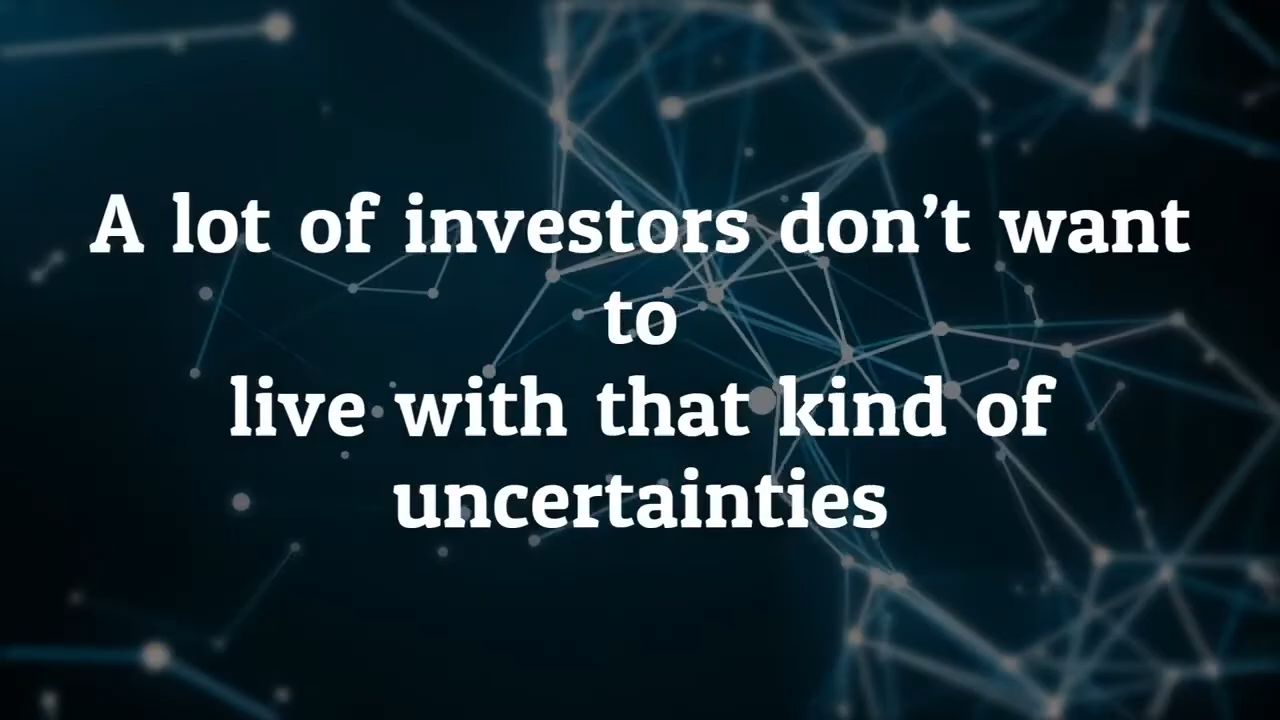 A lot of investors don’t want
to
live with that kind of
uncertainties